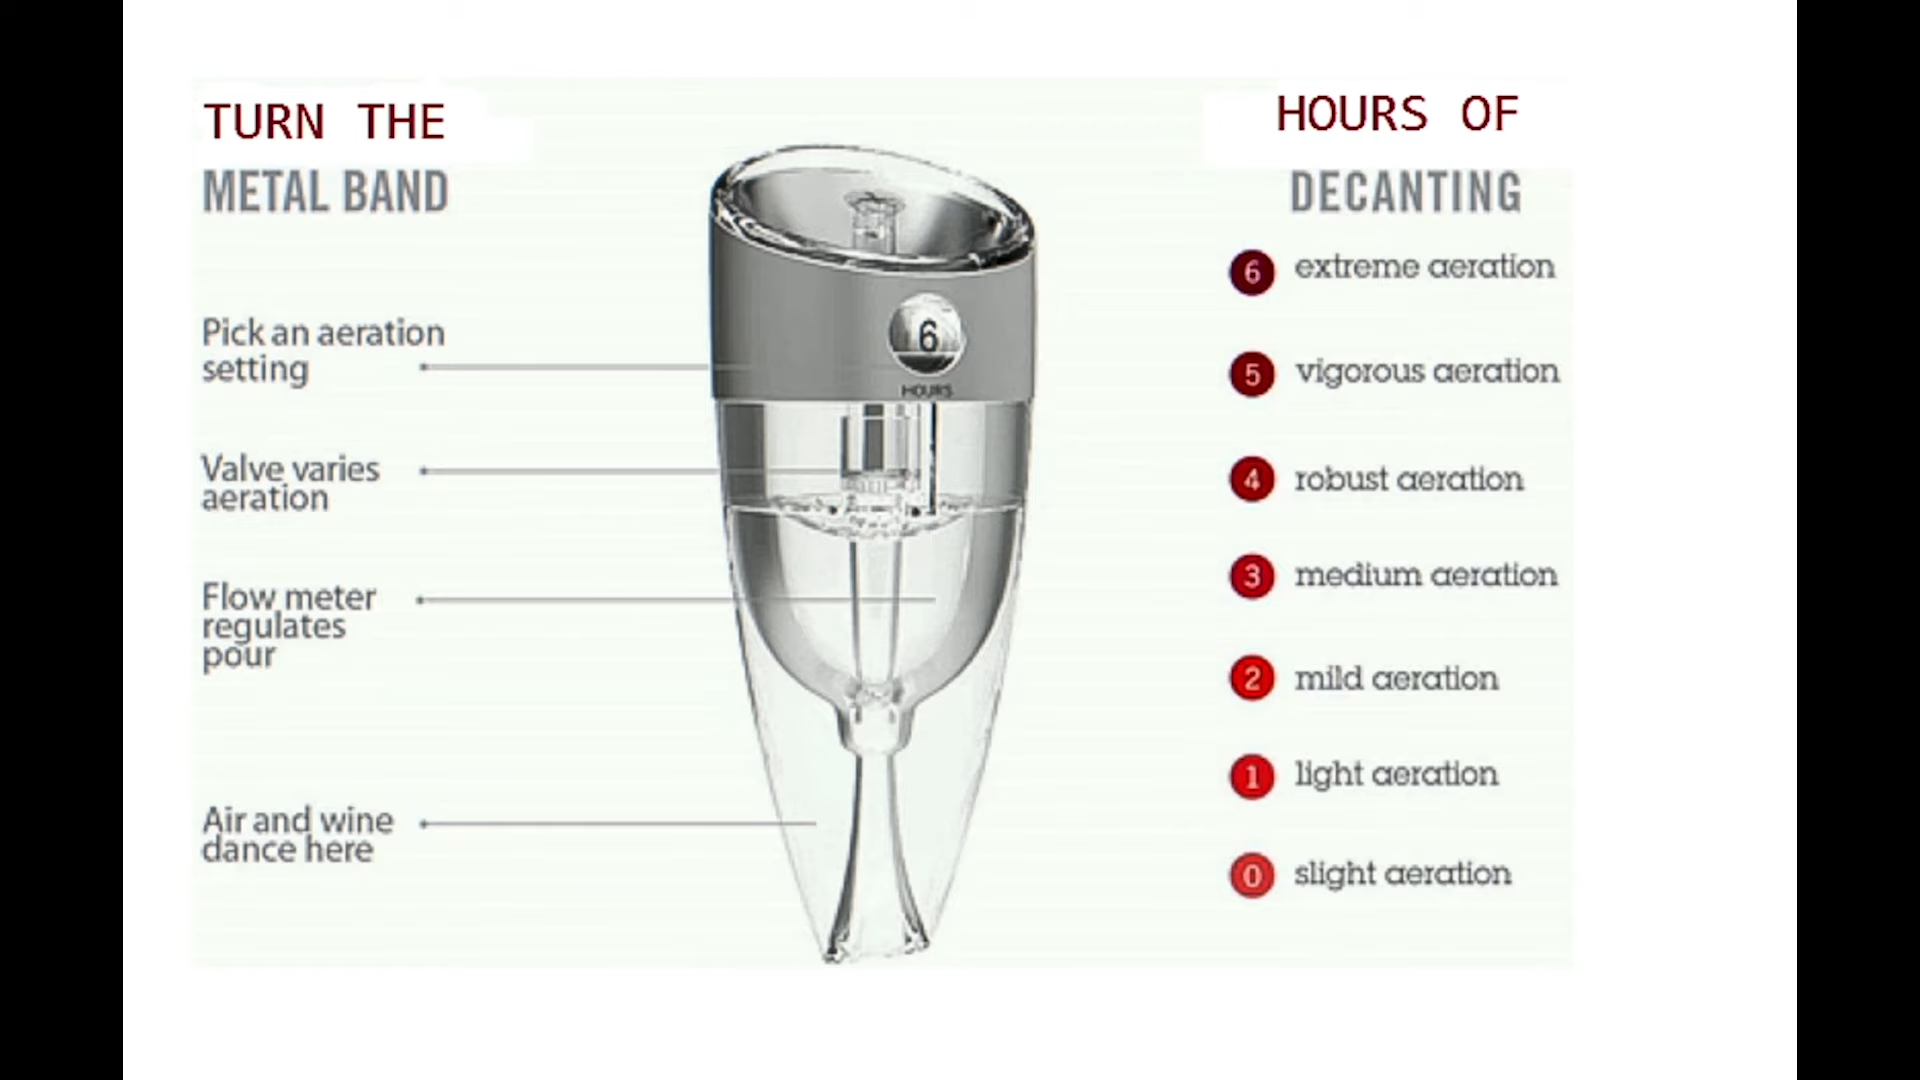 TURN THE
METAL BAND
Pick an aeration
setting
Valve varies
aeration
Flow meter
regulates
pour
Air and wine
dance here
6
HOURS
HOURS OF
DECANTING
6 extreme aeration
5 vigorous aeration
4 robust aeration
3 medium aeration
2 mild aeration
1 light aeration
0 slight aeration